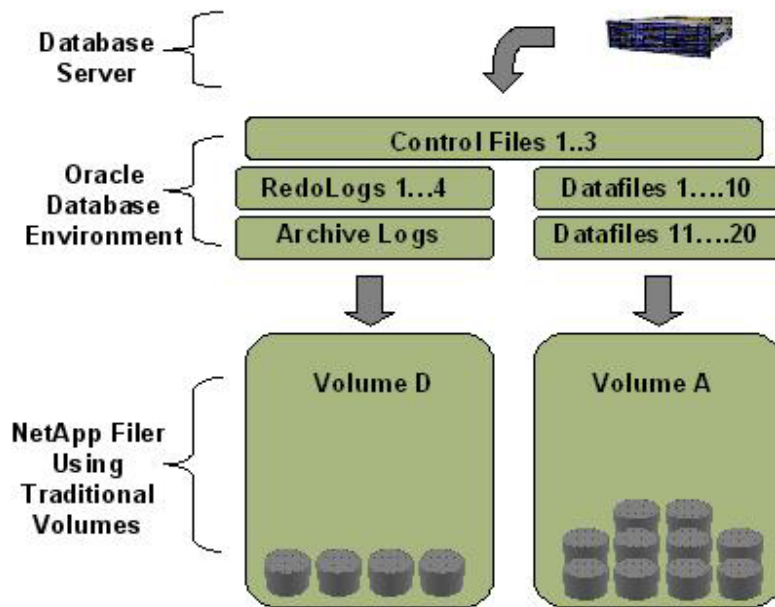 Database
Server
Control Files 1..3
Oracle
Database
Environment
RedoLogs 1...4
Datafiles 1....10
Archive Logs
Datafiles 11....20
Volume D
Volume A
NetApp Filer
Using
Traditional
Volumes